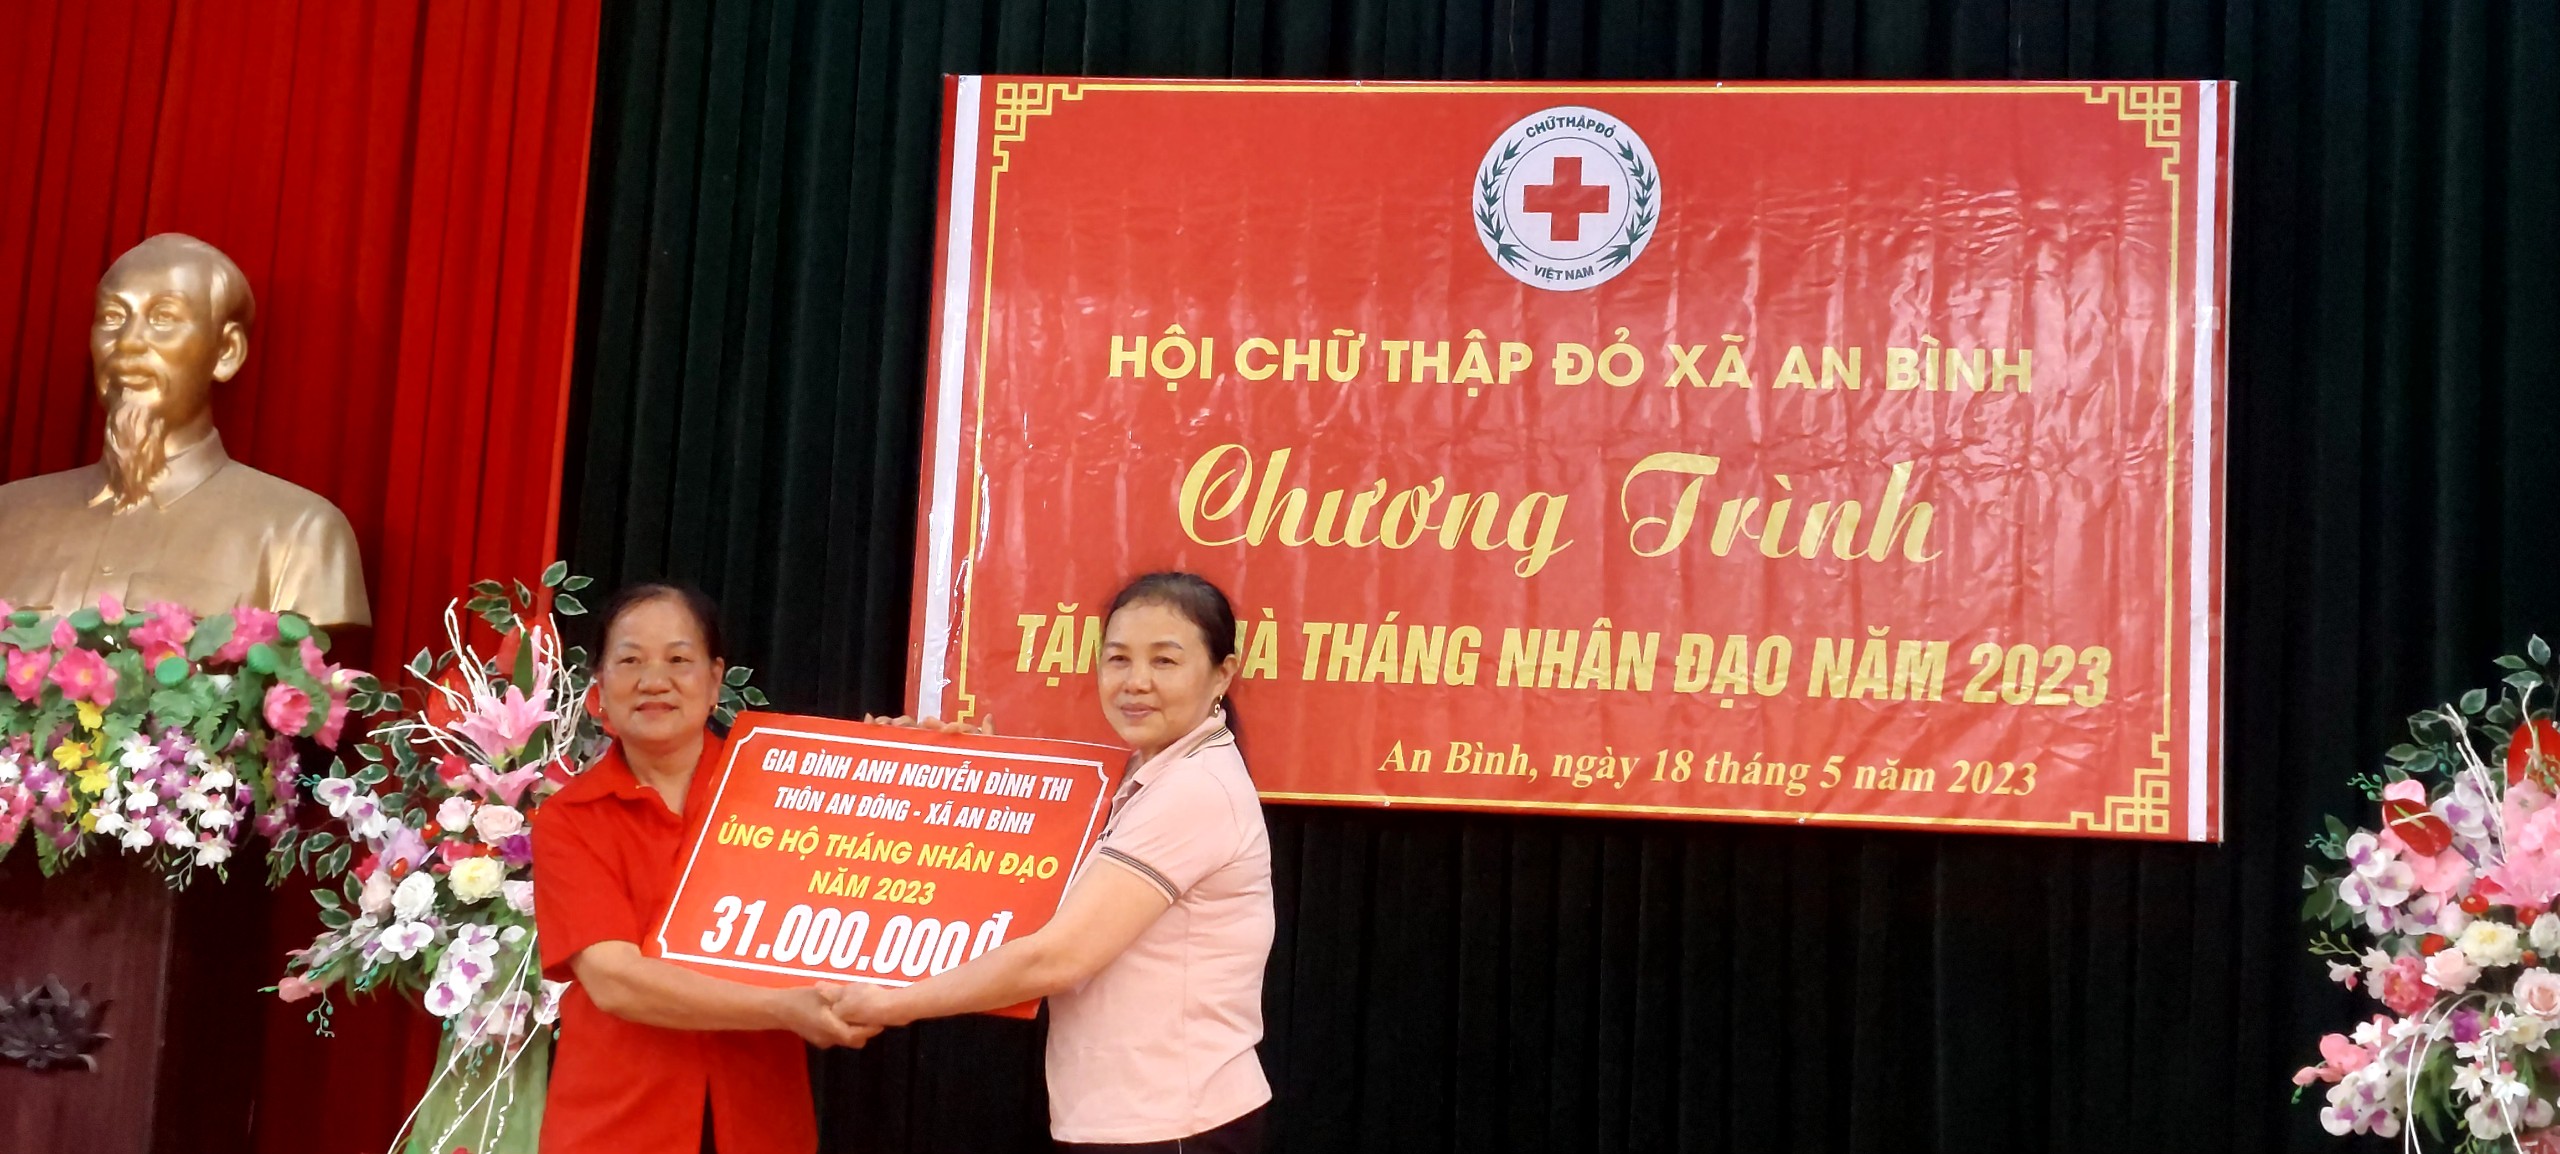 CHỮ THẬP ĐỎ
VIỆT NAM
HỘI CHỮ THẬP ĐỎ XÃ AN BÌNH
Chương Trình
THÁNG NHÂN ĐẠO NĂM 2023
An Bình, ngày 18 tháng 5 năm 2023
GIA ĐÌNH ANH NGUYỄN ĐÌNH THI
THÔN AN ĐÔNG - XÃ AN BÌNH
ỦNG HỘ THÁNG NHÂN ĐẠO
NĂM 2023
31.000.000đ